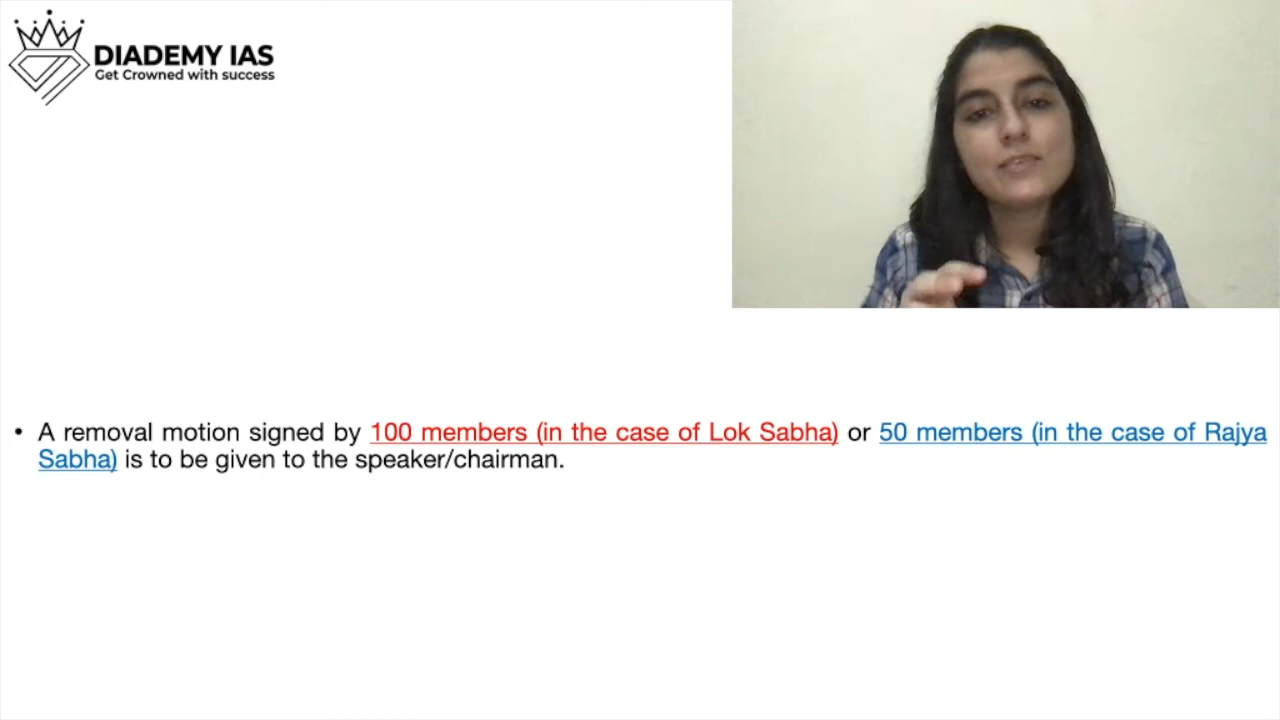 DIADEMY IAS
Get Crowned with success
• A removal motion signed by 100 members (in the case of Lok Sabha) or 50 members (in the case of Rajya
Sabha) is to be given to the speaker/chairman.